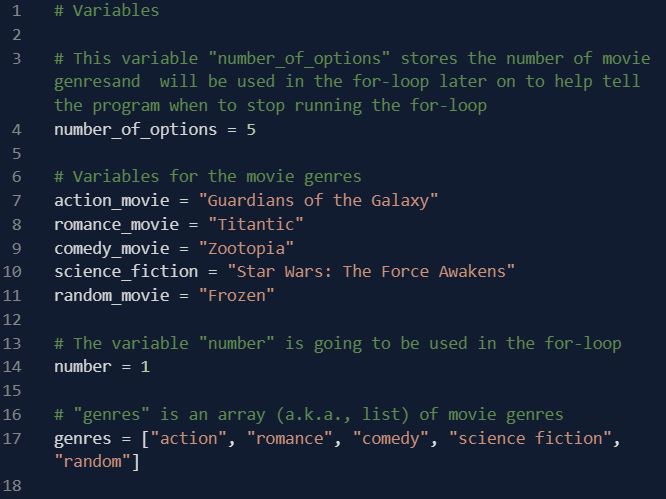 1 # Variables
2
3 # This variable "number_of_options" stores the number of movie
genresand  will be used in the for-loop later on to help tell
the program when to stop running the for-loop
4 number_of_options = 5
5
6 # Variables for the movie genres
7 action_movie = "Guardians of the Galaxy"
8 romance_movie = "Titantic"
9 comedy_movie = "Zootopia"
10 science_fiction = "Star Wars: The Force Awakens"
11 random_movie = "Frozen"
12
13 # The variable "number" is going to be used in the for-loop
14 number = 1
15
16 # "genres" is an array (a.k.a., list) of movie genres
17 genres = ["action", "romance", "comedy", "science fiction",
"random"]
18